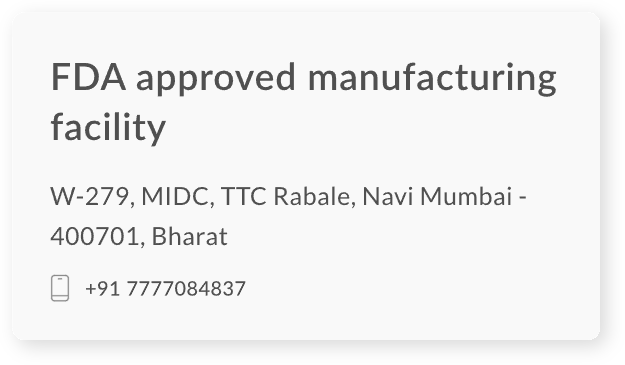 FDA approved manufacturing
facility
W-279, MIDC, TTC Rabale, Navi Mumbai -
400701, Bharat
+91 7777084837